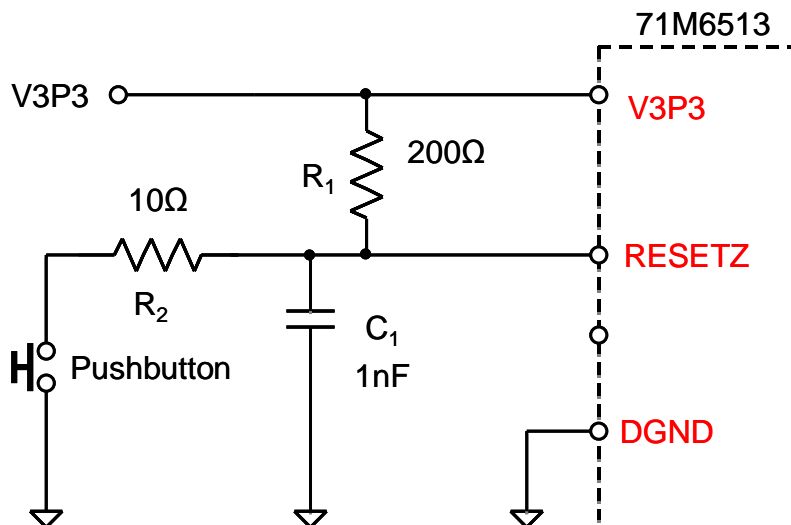 71M6513
V3P3
V3P3
200Ω
R1
10Ω
RESETZ
R2
C1
Pushbutton
1nF
DGND